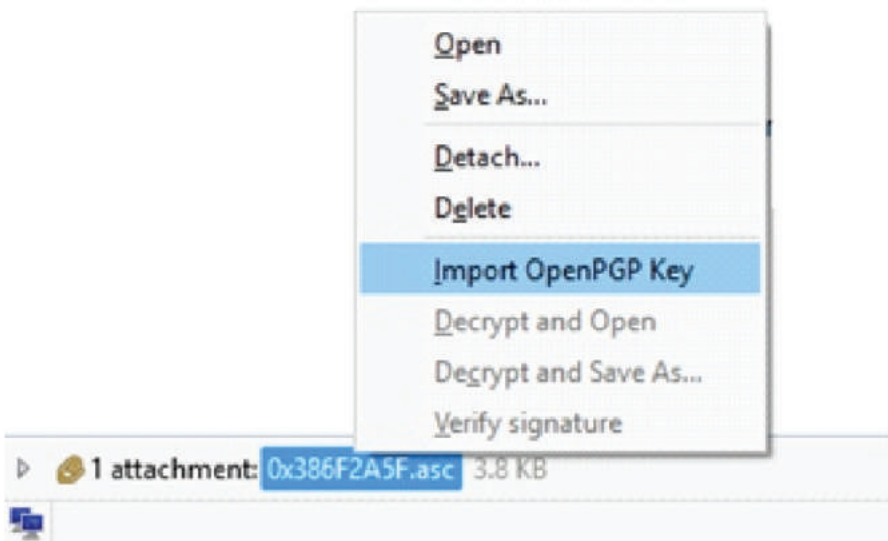 Open
Save As...
Detach...
Delete
Import OpenPGP Key
Decrypt and Open
Decrypt and Save As...
Verify signature
1 attachment: 0x386F2A5F.asc 3.8 KB